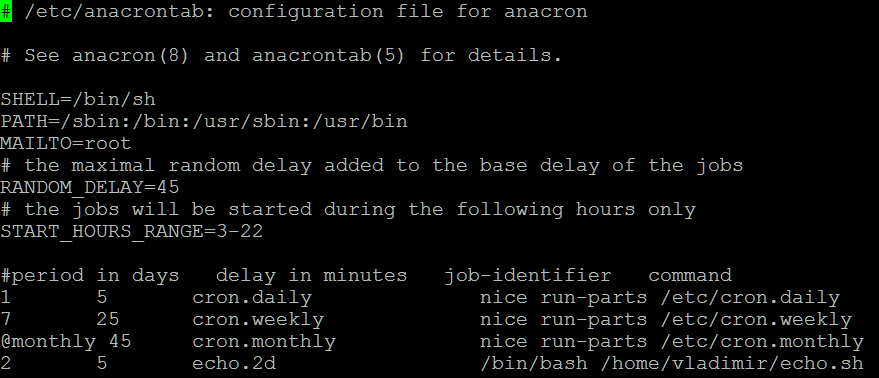 # /etc/anacrontab: configuration file for anacron
# See anacron(8) and anacrontab(5) for details.
SHELL=/bin/sh
PATH=/sbin:/bin:/usr/sbin:/usr/bin
MAILTO=root
# the maximal random delay added to the base delay of the jobs
RANDOM_DELAY=45
# the jobs will be started during the following hours only
START_HOURS_RANGE=3-22
#period in days   delay in minutes   job-identifier   command
1       5       cron.daily              nice run-parts /etc/cron.daily
7       25      cron.weekly             nice run-parts /etc/cron.weekly
@monthly 45     cron.monthly            nice run-parts /etc/cron.monthly
2       5       echo.2d                 /bin/bash /home/vladimir/echo.sh